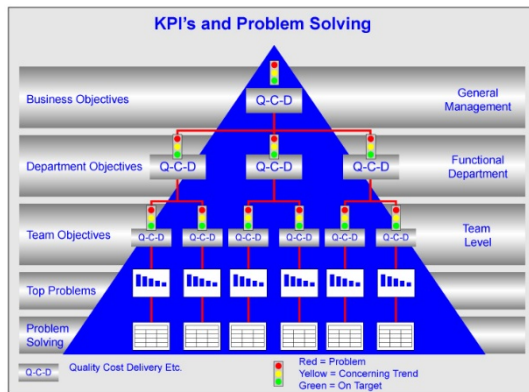 KPI's and Problem Solving
Business Objectives
Q-C-D
General
Management
Department Objectives
Q-C-D
Q-C-D
Q-C-D
Functional
Department
Team Objectives
Q-C-D
Q-C-D
Q-C-D
Q-C-D
Q-C-D
Q-C-D
Team
Level
Top Problems
Problem
Solving
Q-C-D
Quality Cost Delivery Etc.
Red = Problem
Yellow = Concerning Trend
Green = On Target